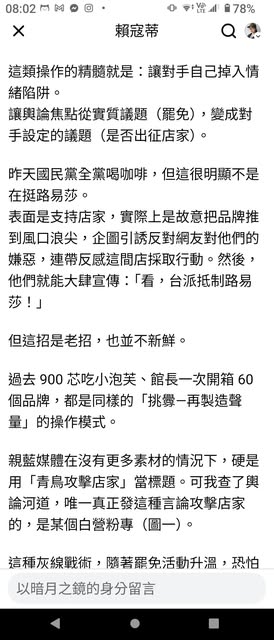 08:02
78%
賴寇蒂
這類操作的精髓就是：讓對手自己掉入情
緒陷阱。
讓輿論焦點從實質議題（罷免），變成對
手設定的議題（是否出征店家）。
昨天國民黨全黨喝咖啡，但這很明顯不是
在挺路易莎。
表面是支持店家，實際上是故意把品牌推
到風口浪尖，企圖引誘反對網友對他們的
嫌惡，連帶反感這間店採取行動。然後，
他們就能大肆宣傳：「看，台派抵制路易
莎！」
但這招是老招，也並不新鮮。
過去 900 芯吃小泡芙、館長一次開箱 60
個品牌，都是同樣的「挑釁–再製造聲
量」的操作模式。
親藍媒體在沒有更多素材的情況下，硬是
用「青鳥攻擊店家」當標題。可我查了輿
論河道，唯一真正發這種言論攻擊店家
的，是某個白營粉專（圖一）。
這種灰線戰術，隨著罷免活動升溫，恐怕
以暗月之鏡的身分留言